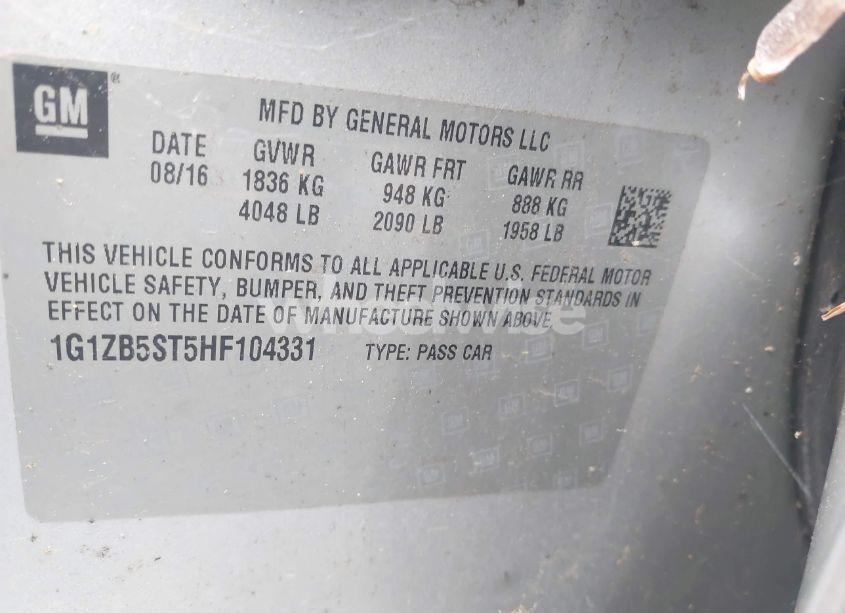 GM®
MFD BY GENERAL MOTORS LLC
DATE GVWR GAWR FRT GAWR RR
08/16 1836 KG 948 KG 888 KG
4048 LB 2090 LB 1958 LB
THIS VEHICLE CONFORMS TO ALL APPLICABLE U.S. FEDERAL MOTOR
VEHICLE SAFETY, BUMPER, AND THEFT PREVENTION STANDARDS IN
EFFECT ON THE DATE OF MANUFACTURE SHOWN ABOVE
1G1ZB5ST5HF104331 TYPE: PASS CAR